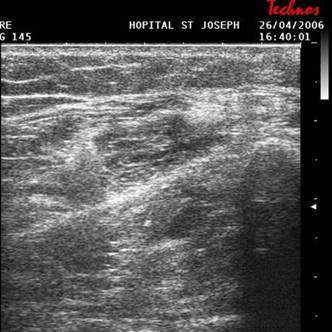 Technos
RE HOPITAL ST JOSEPH 26/04/2006
G 145 16:40:01